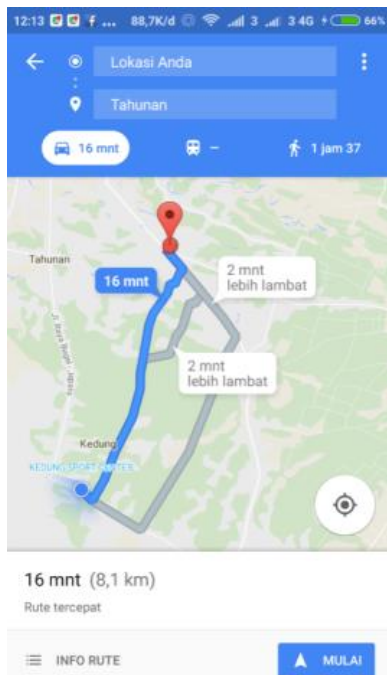 12:13 88,7K/d 3 3 4G 66%
Lokasi Anda
Tahunan
16 mnt – 1 jam 37
Tahunan
16 mnt
2 mnt
lebih lambat
2 mnt
lebih lambat
Kedung
KEDUNG SPORT CENTER
16 mnt (8,1 km)
Rute tercepat
INFO RUTE
MULAI